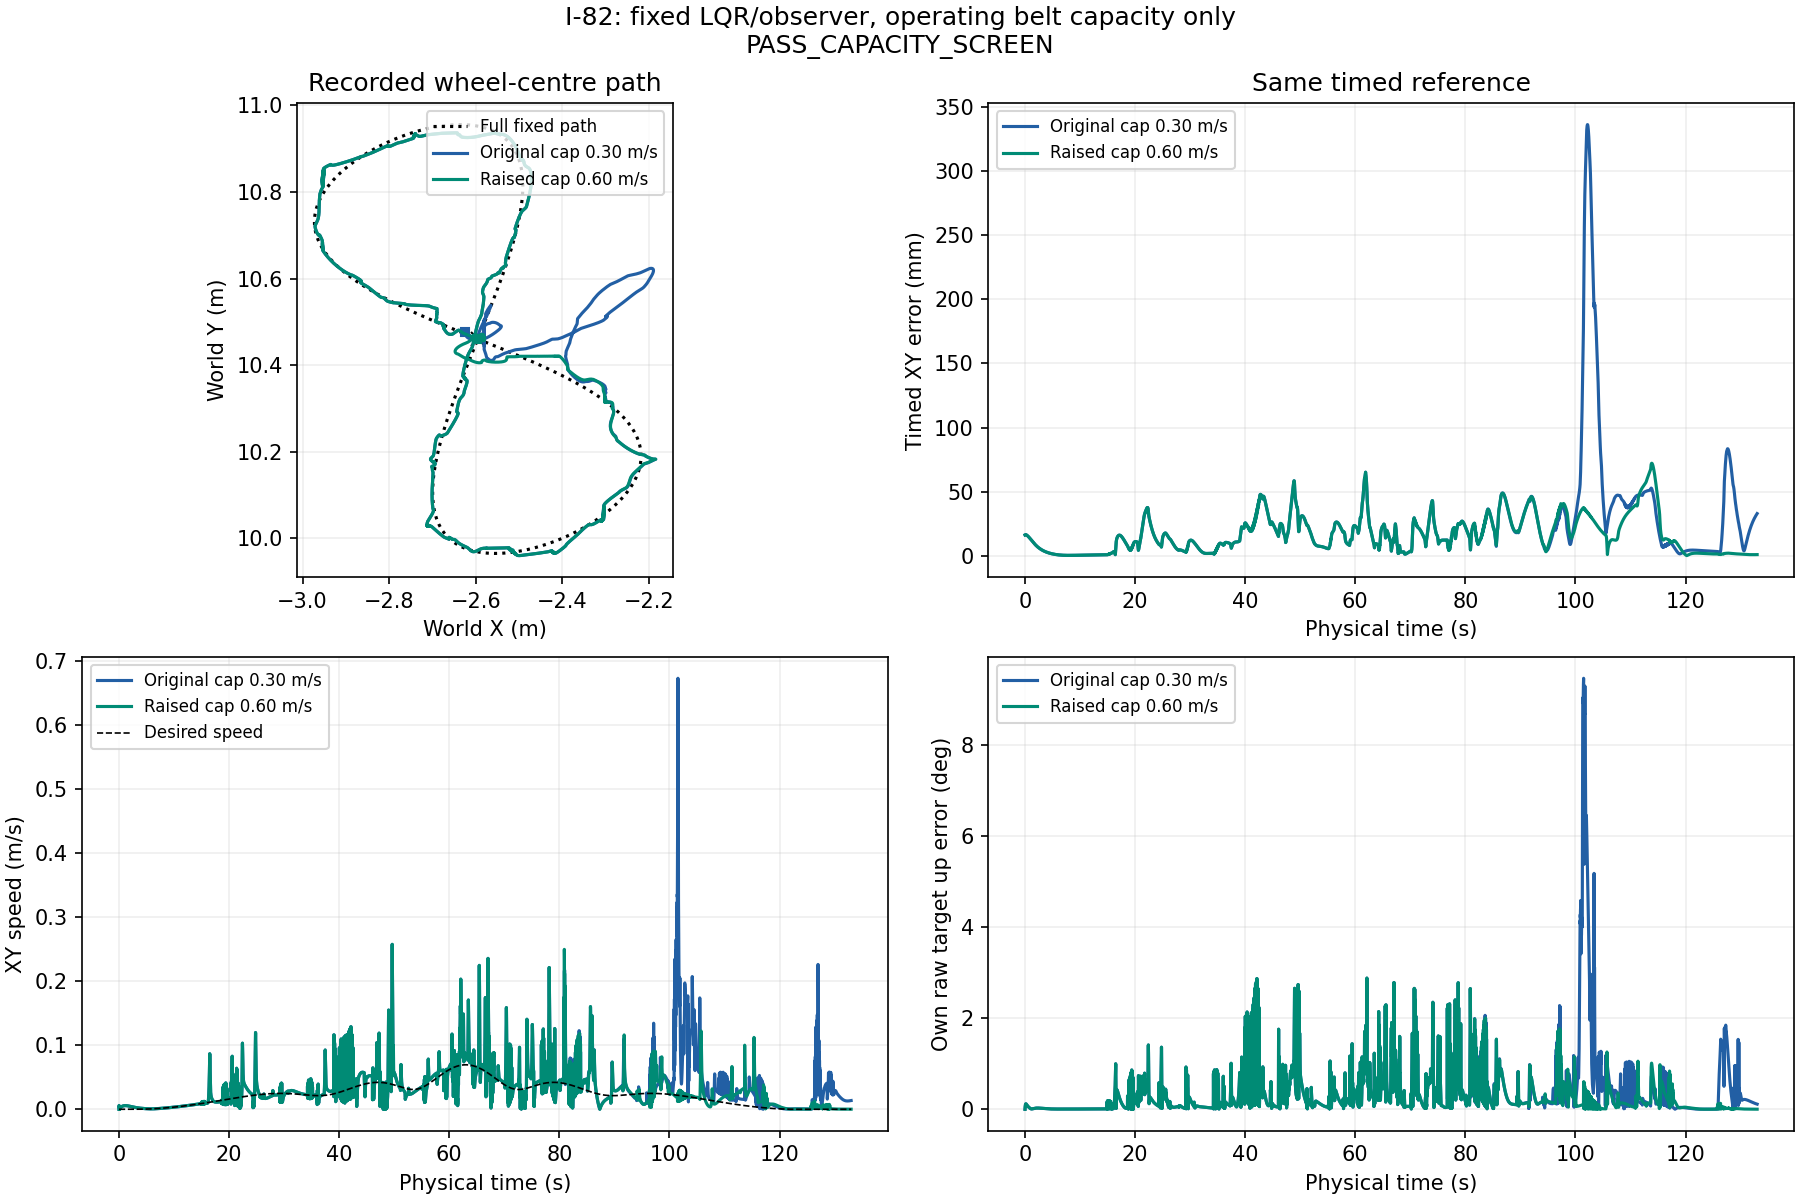 I-82: fixed LQR/observer, operating belt capacity only
PASS_CAPACITY_SCREEN
Recorded wheel-centre path
Full fixed path
Original cap 0.30 m/s
Raised cap 0.60 m/s
World Y (m)
11.0
10.8
10.6
10.4
10.2
10.0
−3.0 −2.8 −2.6 −2.4 −2.2
World X (m)
Same timed reference
Original cap 0.30 m/s
Raised cap 0.60 m/s
Timed XY error (mm)
350
300
250
200
150
100
50
0
0 20 40 60 80 100 120
Physical time (s)
Original cap 0.30 m/s
Raised cap 0.60 m/s
Desired speed
XY speed (m/s)
0.7
0.6
0.5
0.4
0.3
0.2
0.1
0.0
0 20 40 60 80 100 120
Physical time (s)
Original cap 0.30 m/s
Raised cap 0.60 m/s
Own raw target up error (deg)
8
6
4
2
0
0 20 40 60 80 100 120
Physical time (s)